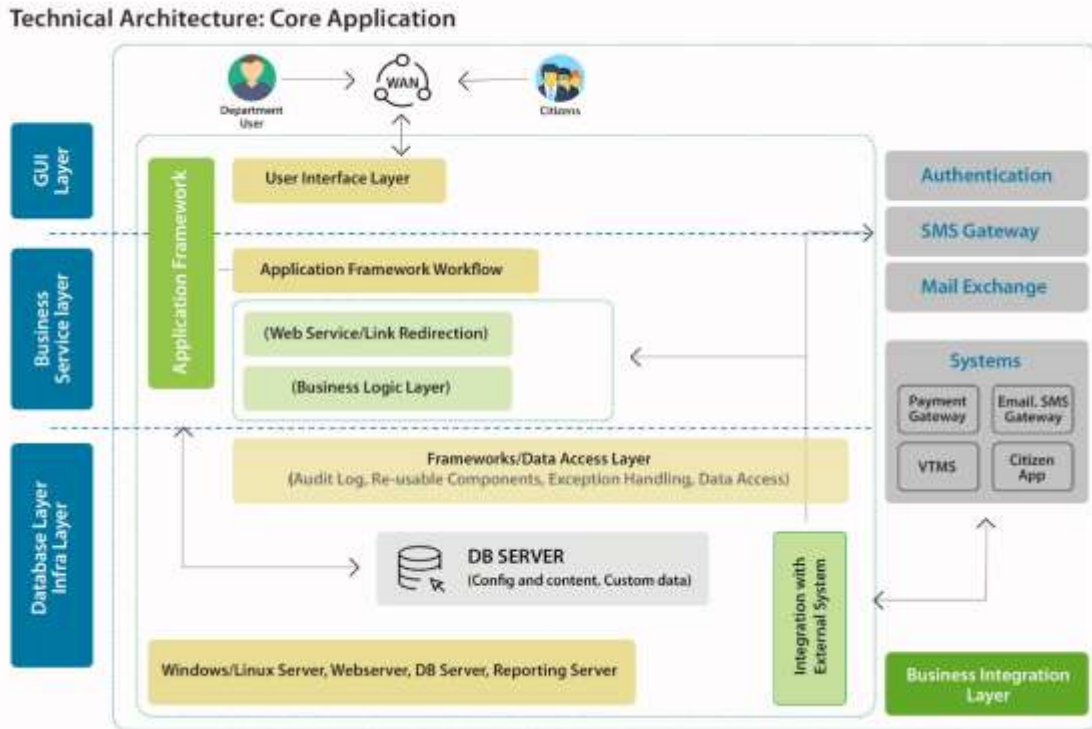 Technical Architecture: Core Application
Department
User
WAN
Citizens
GUI
Layer
Application Framework
User Interface Layer
Authentication
SMS Gateway
Mail Exchange
Business
Service layer
Application Framework Workflow
(Web Service/Link Redirection)
(Business Logic Layer)
Systems
Payment
Gateway
Email, SMS
Gateway
VTMS
Citizen
App
Database Layer
Infra Layer
Frameworks/Data Access Layer
(Audit Log, Re-usable Components, Exception Handling, Data Access)
DB SERVER
(Config and content, Custom data)
Integration with
External System
Windows/Linux Server, Webserver, DB Server, Reporting Server
Business Integration
Layer